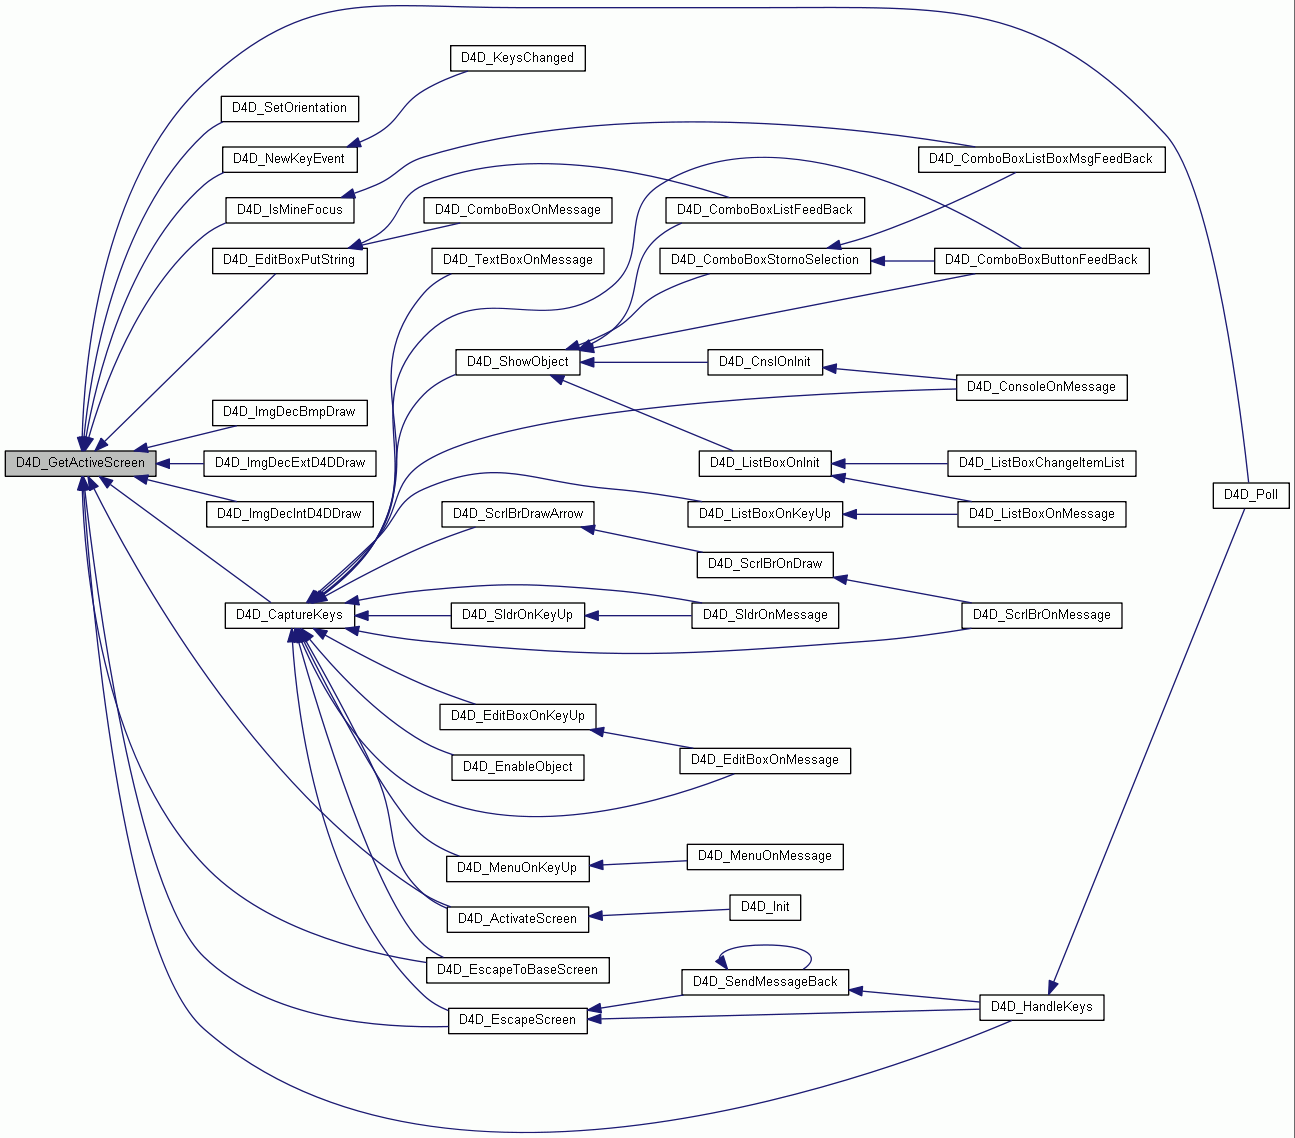 D4D_KeysChanged
D4D_SetOrientation
D4D_NewKeyEvent
D4D_ComboBoxListBoxMsgFeedBack
D4D_IsMineFocus
D4D_ComboBoxOnMessage
D4D_ComboBoxListFeedBack
D4D_EditBoxPutString
D4D_TextBoxOnMessage
D4D_ComboBoxStornoSelection
D4D_ComboBoxButtonFeedBack
D4D_ShowObject
D4D_CnslOnInit
D4D_ConsoleOnMessage
D4D_ImgDecBmpDraw
D4D_GetActiveScreen
D4D_ImgDecExtD4DDraw
D4D_ListBoxOnInit
D4D_ListBoxChangeItemList
D4D_Poll
D4D_ImgDecIntD4DDraw
D4D_ScrlBrDrawArrow
D4D_ListBoxOnKeyUp
D4D_ListBoxOnMessage
D4D_ScrlBrOnDraw
D4D_CaptureKeys
D4D_SldrOnKeyUp
D4D_SldrOnMessage
D4D_ScrlBrOnMessage
D4D_EditBoxOnKeyUp
D4D_EnableObject
D4D_EditBoxOnMessage
D4D_MenuOnKeyUp
D4D_MenuOnMessage
D4D_ActivateScreen
D4D_Init
D4D_EscapeToBaseScreen
D4D_SendMessageBack
D4D_EscapeScreen
D4D_HandleKeys